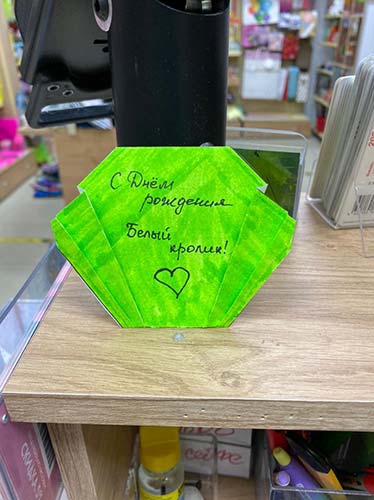 С Днём
рождения
Белый
кролик!